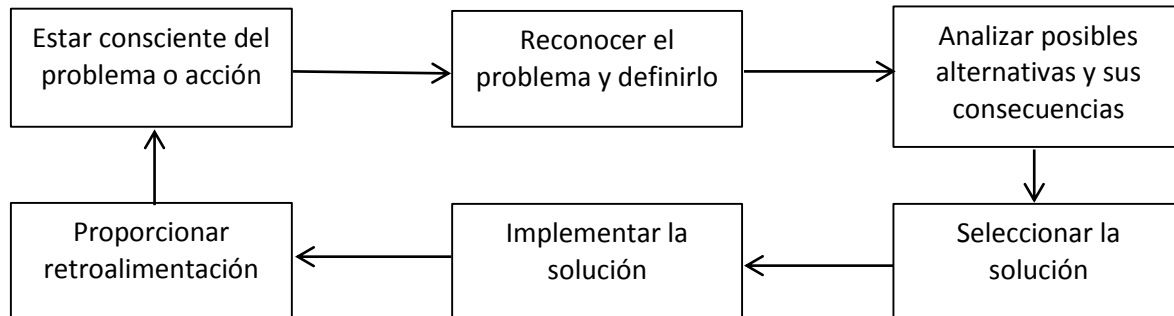 Estar consciente del
problema o acción
Reconocer el
problema y definirlo
Analizar posibles
alternativas y sus
consecuencias
Seleccionar la
solución
Implementar la
solución
Proporcionar
retroalimentación